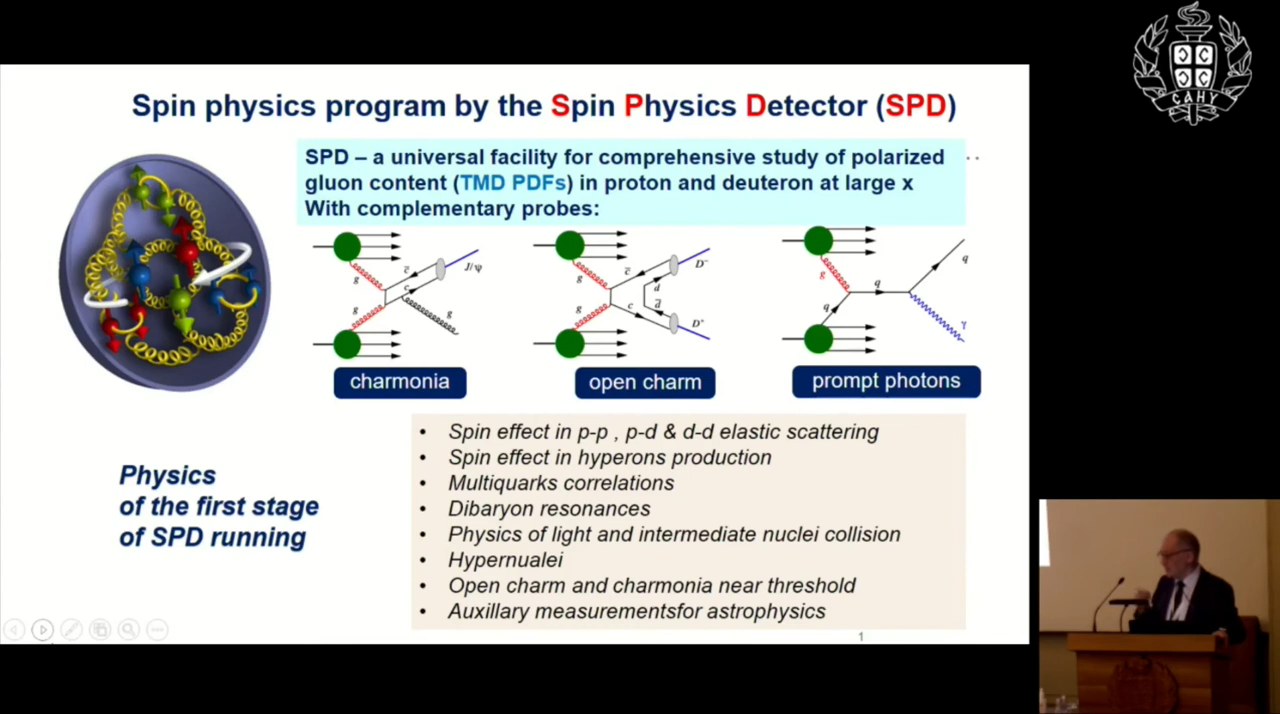 Spin physics program by the Spin Physics Detector (SPD)
SPD – a universal facility for comprehensive study of polarized
gluon content (TMD PDFs) in proton and deuteron at large x
With complementary probes:
g
g
c̅
c
J/ψ
g
g
g
c̅
c
d
d̅
D⁻
D⁺
g
q
q
q
γ
charmonia
open charm
prompt photons
Physics
of the first stage
of SPD running
• Spin effect in p-p , p-d & d-d elastic scattering
• Spin effect in hyperons production
• Multiquarks correlations
• Dibaryon resonances
• Physics of light and intermediate nuclei collision
• Hypernualei
• Open charm and charmonia near threshold
• Auxillary measurementsfor astrophysics
1
САНУ